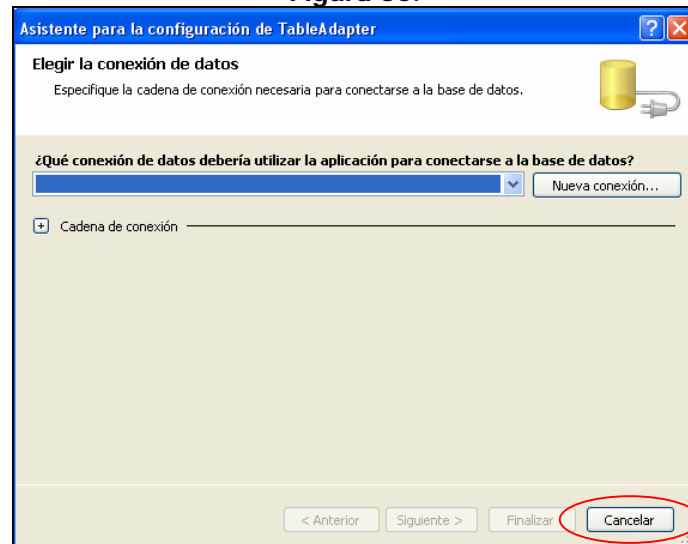 Asistente para la configuración de TableAdapter
Elegir la conexión de datos
Especifique la cadena de conexión necesaria para conectarse a la base de datos.
¿Qué conexión de datos debería utilizar la aplicación para conectarse a la base de datos?
Nueva conexión...
Cadena de conexión
< Anterior Siguiente > Finalizar Cancelar